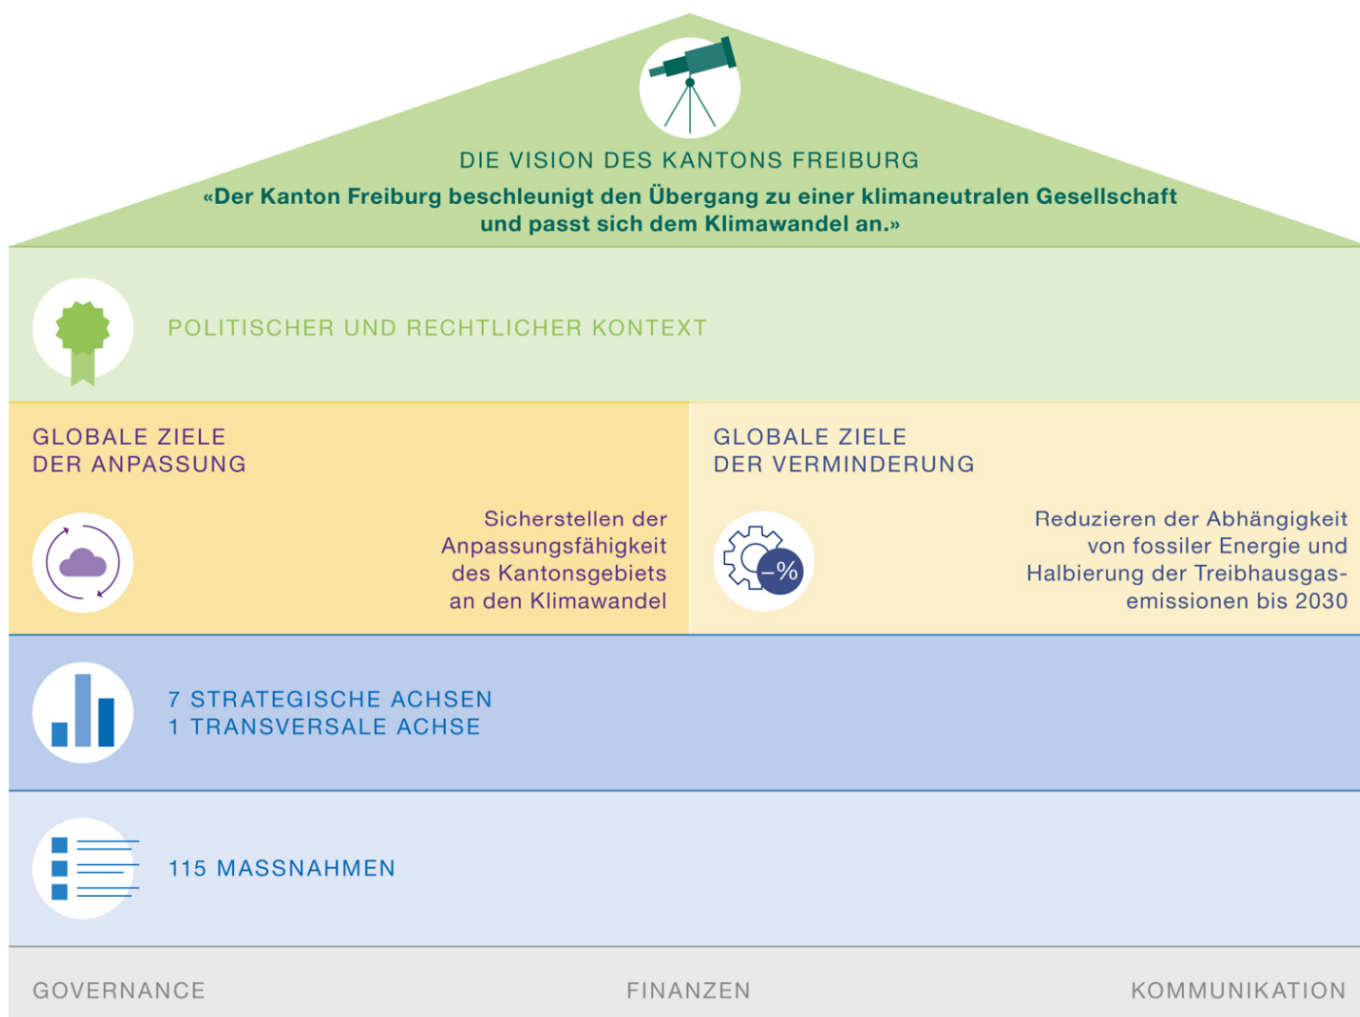 DIE VISION DES KANTONS FREIBURG
«Der Kanton Freiburg beschleunigt den Übergang zu einer klimaneutralen Gesellschaft
und passt sich dem Klimawandel an.»
POLITISCHER UND RECHTLICHER KONTEXT
GLOBALE ZIELE
DER ANPASSUNG
Sicherstellen der
Anpassungsfähigkeit
des Kantonsgebiets
an den Klimawandel
GLOBALE ZIELE
DER VERMINDERUNG
–%
Reduzieren der Abhängigkeit
von fossiler Energie und
Halbierung der Treibhausgas-
emissionen bis 2030
7 STRATEGISCHE ACHSEN
1 TRANSVERSALE ACHSE
115 MASSNAHMEN
GOVERNANCE
FINANZEN
KOMMUNIKATION